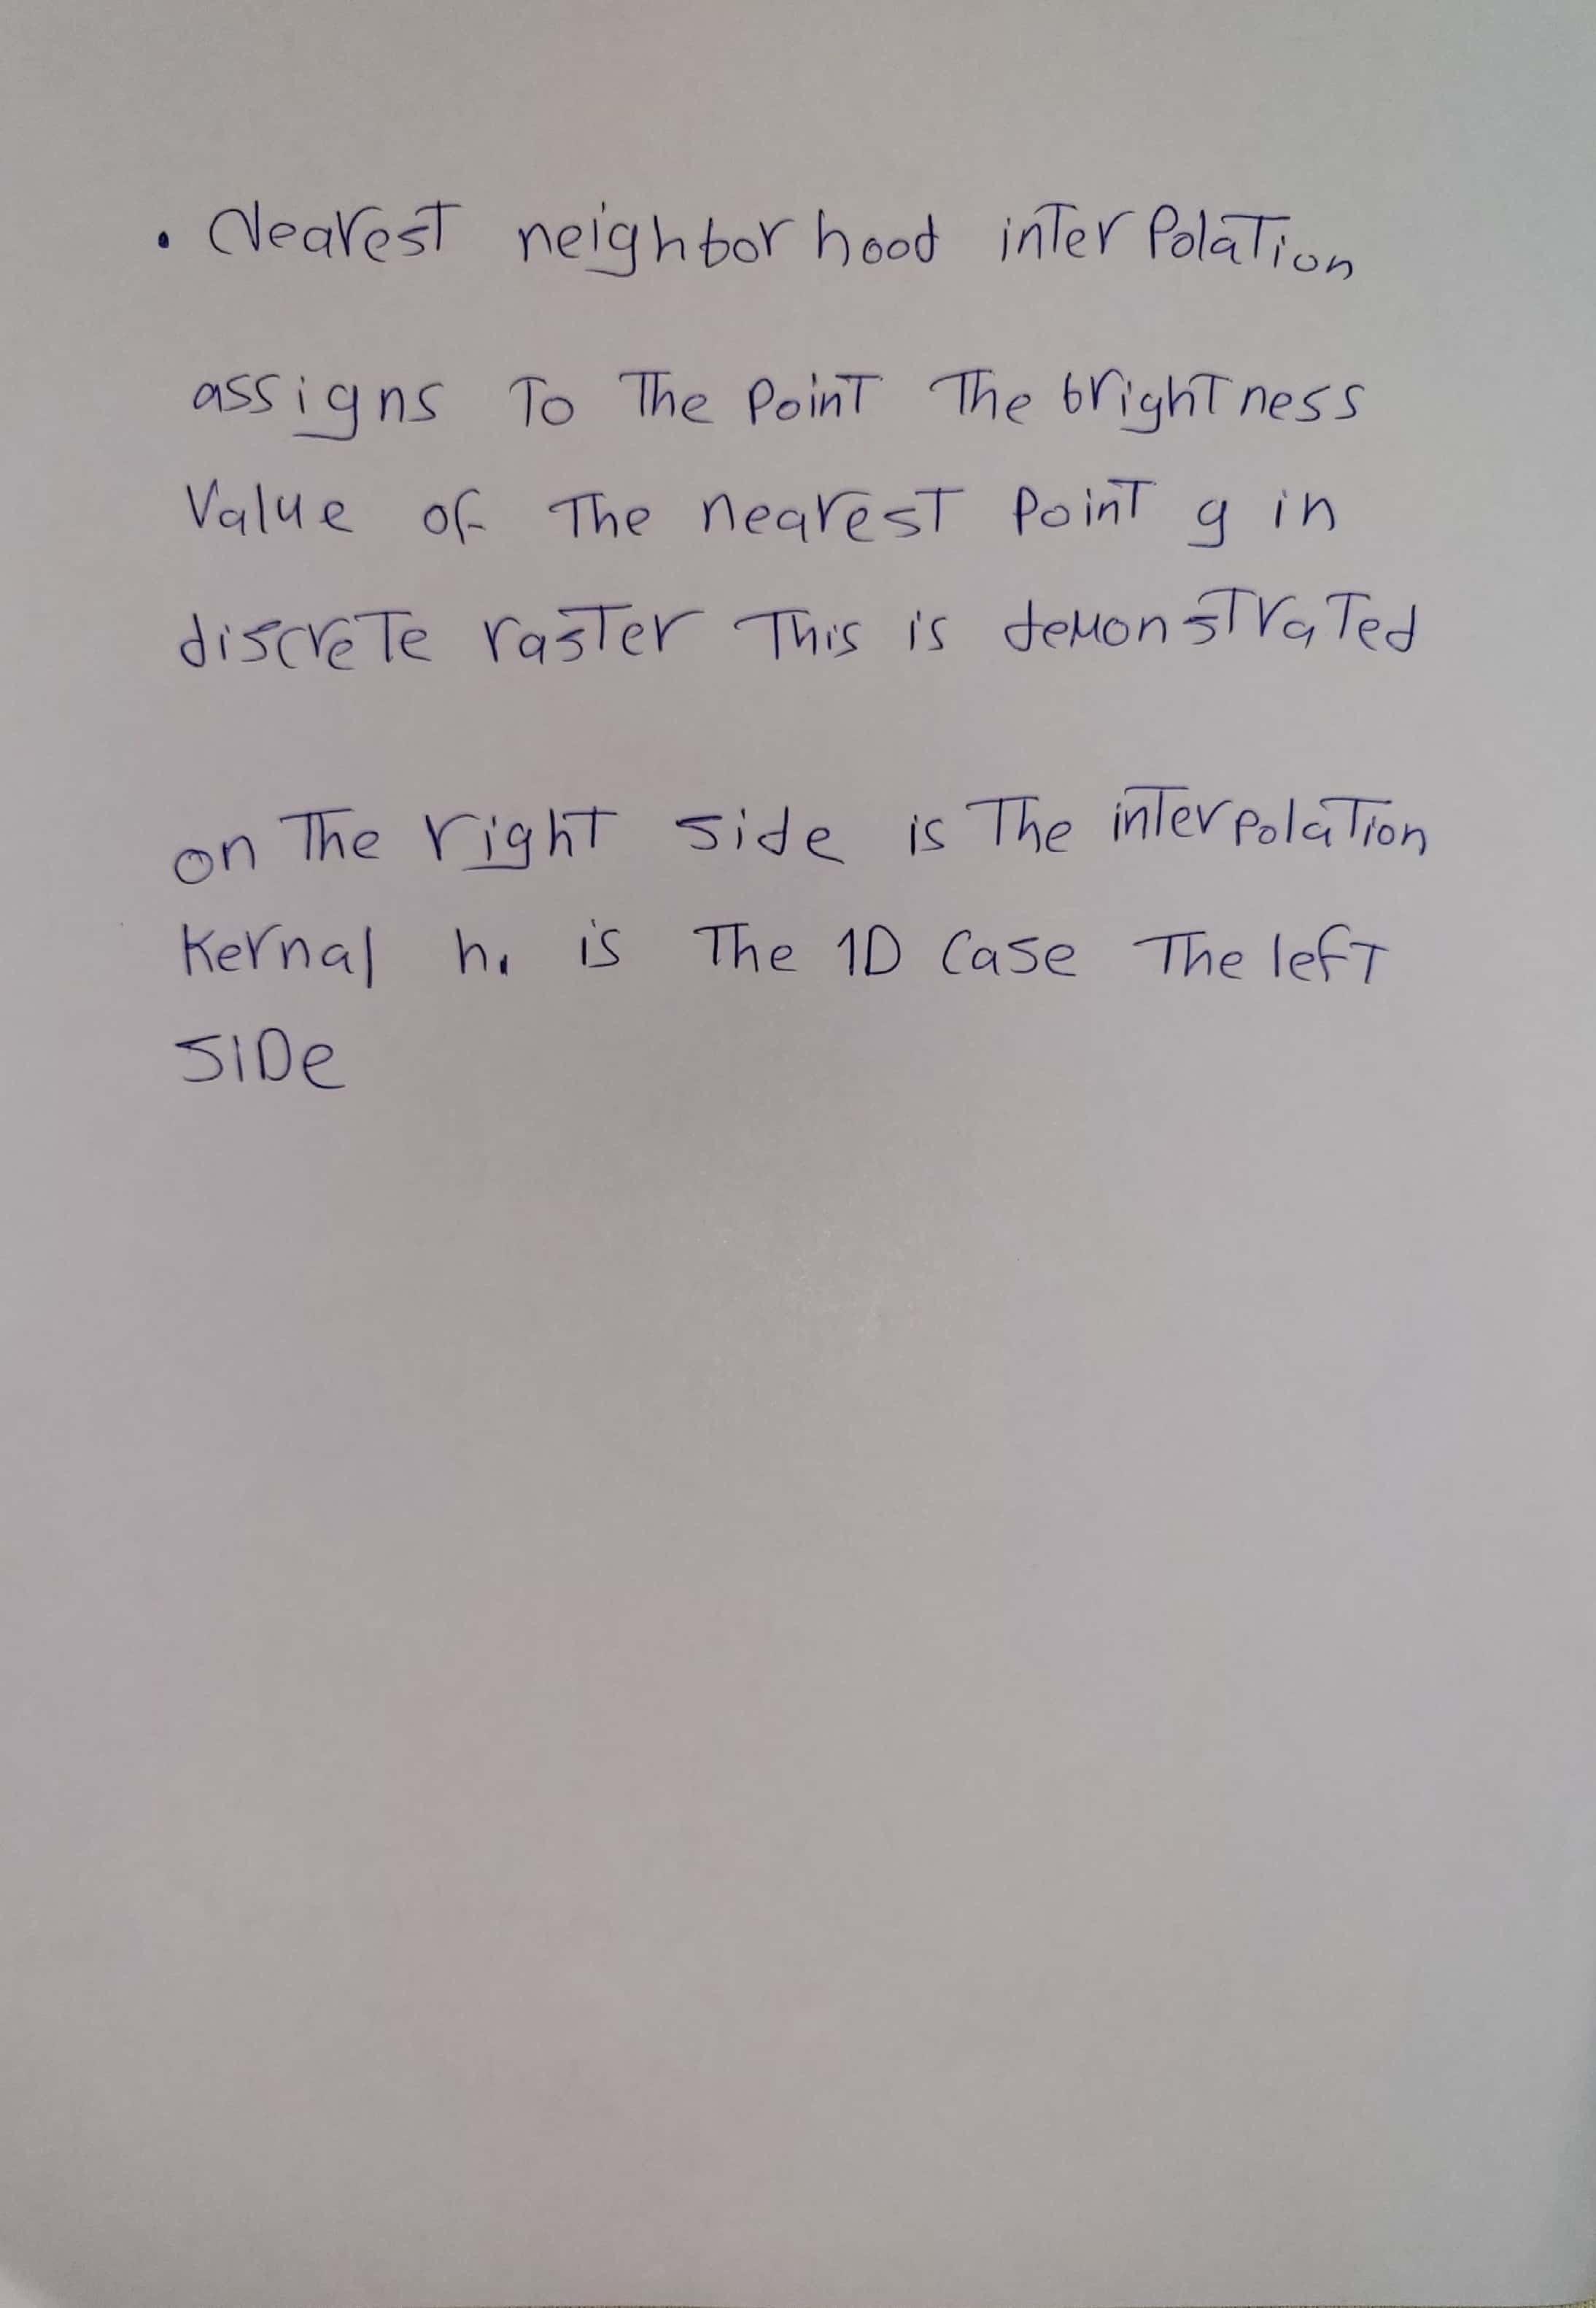 • Nearest neighborhood interpolation
assigns To The Point The brightness
Value of The nearest Point g in
discrete raster This is demonstrated
on The right side is The interpolation
Kernal h. is The 1D Case The left
SIDe